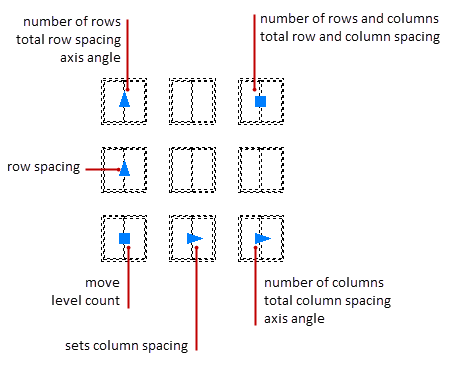 number of rows
total row spacing
axis angle
number of rows and columns
total row and column spacing
row spacing
move
level count
number of columns
total column spacing
axis angle
sets column spacing